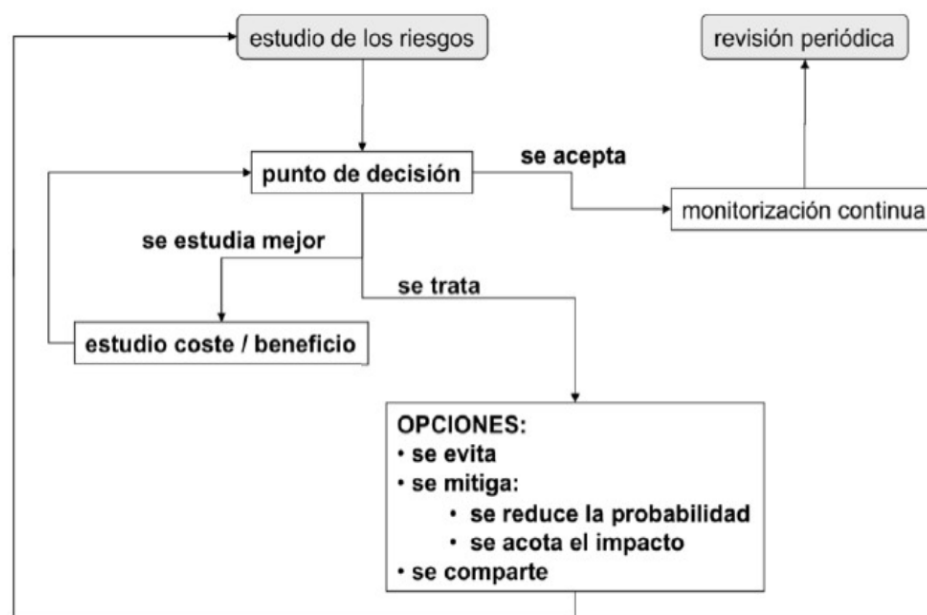 estudio de los riesgos
revisión periódica
punto de decisión
se acepta
monitorización continua
se estudia mejor
se trata
estudio coste / beneficio
OPCIONES:
• se evita
• se mitiga:
• se reduce la probabilidad
• se acota el impacto
• se comparte